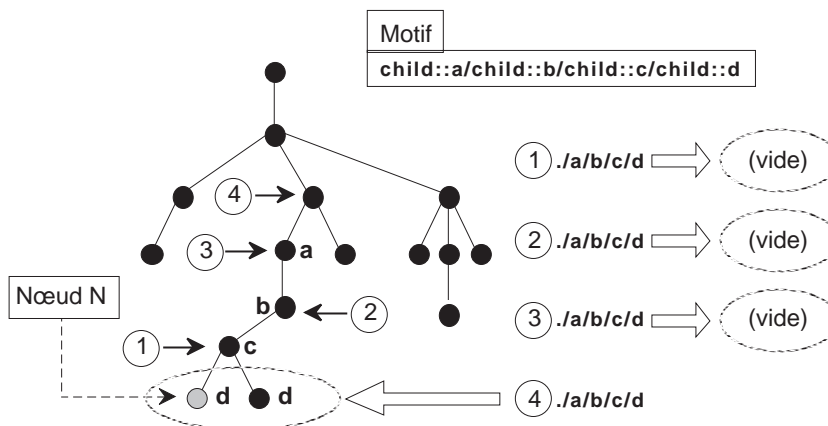 Motif
child::a/child::b/child::c/child::d
1 ./a/b/c/d (vide)
4
2 ./a/b/c/d (vide)
3 a
Nœud N
b 2
3 ./a/b/c/d (vide)
1 c
d d
4 ./a/b/c/d